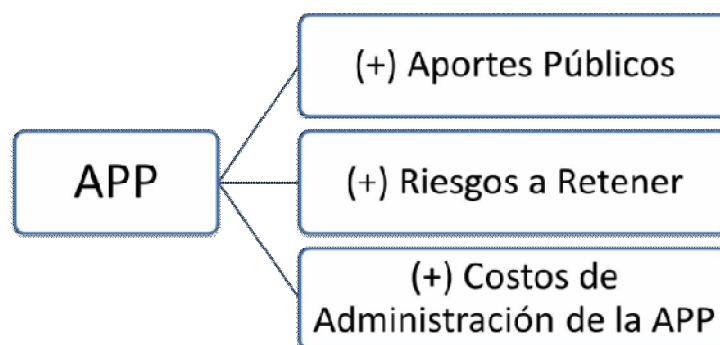 APP
(+) Aportes Públicos
(+) Riesgos a Retener
(+) Costos de
Administración de la APP